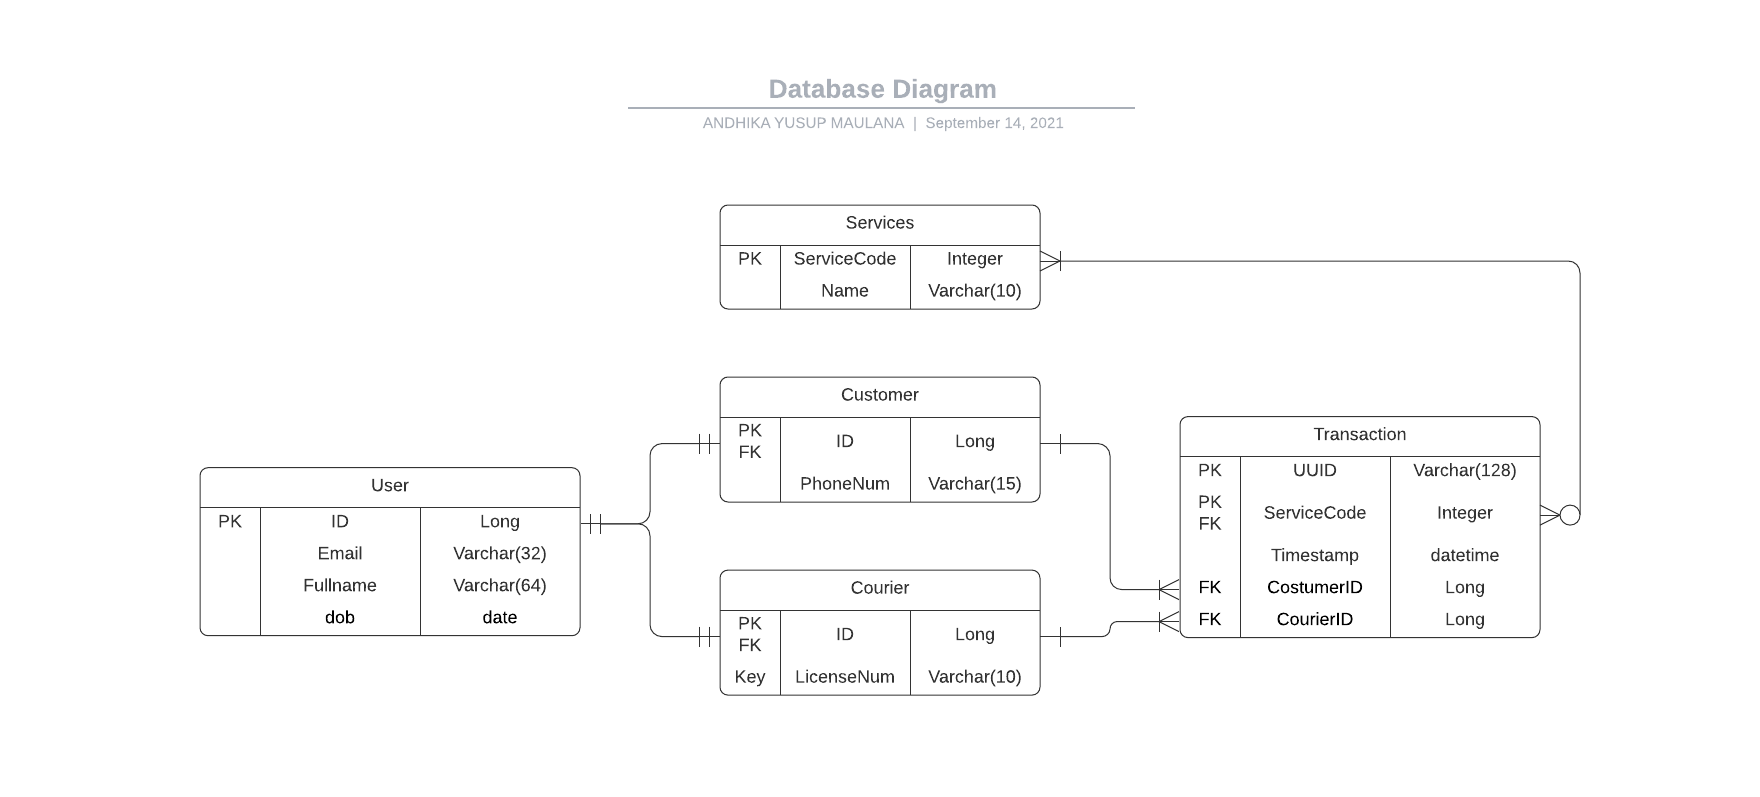 Database Diagram
ANDHIKA YUSUP MAULANA | September 14, 2021
Services
PK ServiceCode Integer
Name Varchar(10)
Customer
PK
FK
ID Long
PhoneNum Varchar(15)
User
PK ID Long
Email Varchar(32)
Fullname Varchar(64)
dob date
Courier
PK
FK
ID Long
Key LicenseNum Varchar(10)
Transaction
PK UUID Varchar(128)
PK
FK
ServiceCode Integer
Timestamp datetime
FK CostumerID Long
FK CourierID Long